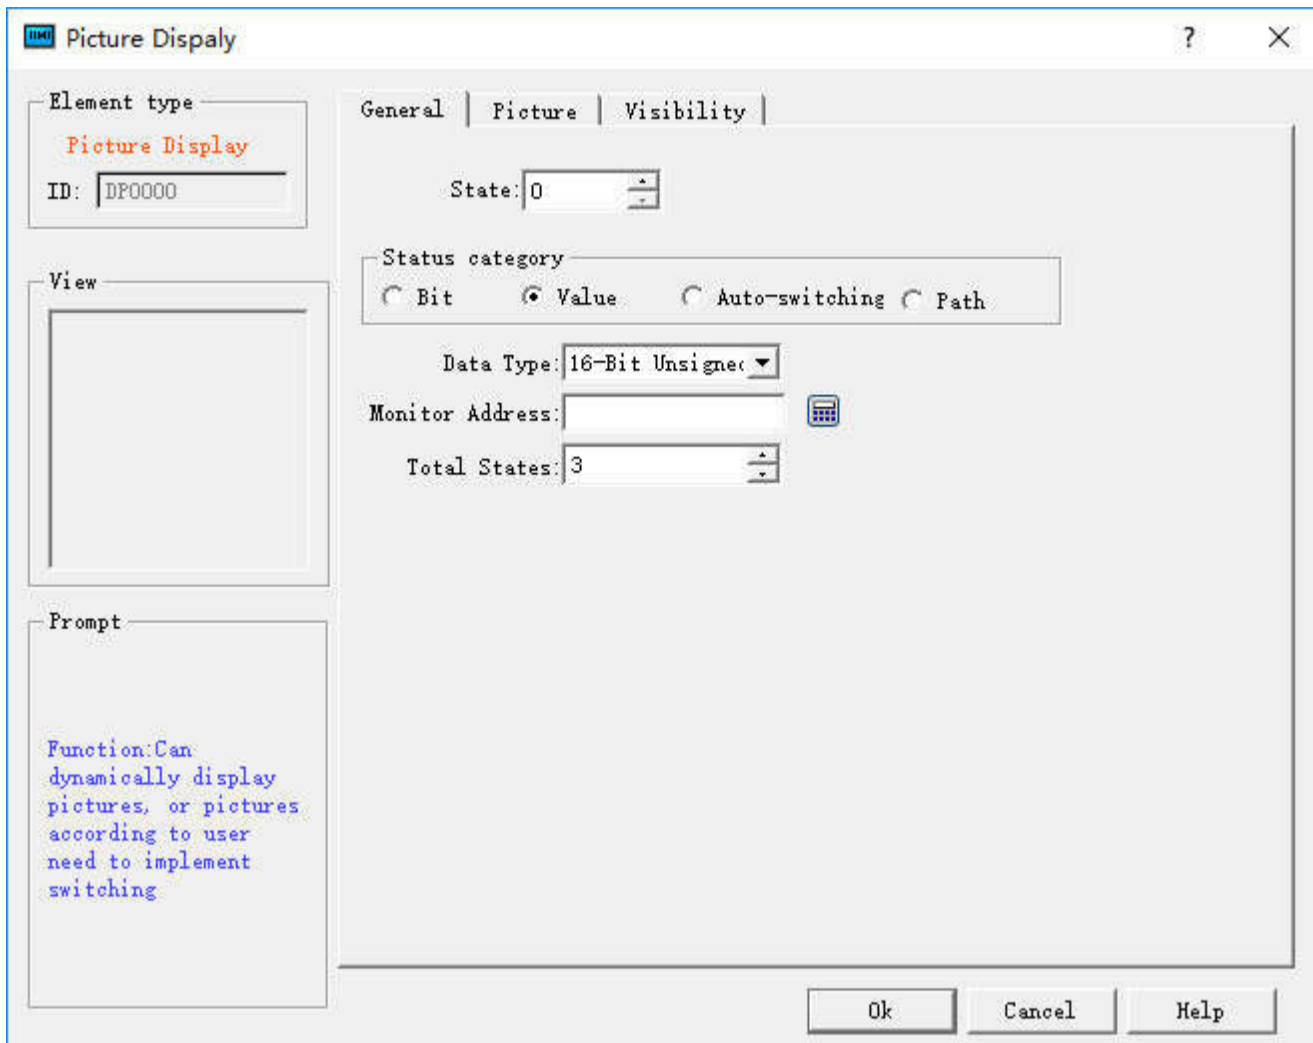 Picture Dispaly
Element type
Picture Display
ID: DP0000
View
Prompt
Function:Can
dynamically display
pictures, or pictures
according to user
need to implement
switching
General Picture Visibility
State: 0
Status category
Bit Value Auto-switching Path
Data Type: 16-Bit Unsigned
Monitor Address:
Total States: 3
Ok Cancel Help